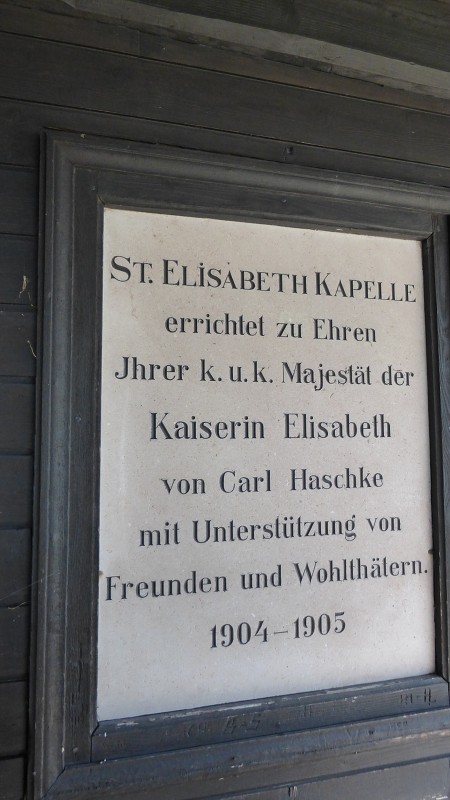 ST. ELISABETH KAPELLE
errichtet zu Ehren
Jhrer k. u. k. Majestät der
Kaiserin Elisabeth
von Carl Haschke
mit Unterstützung von
Freunden und Wohlthätern.
1904–1905